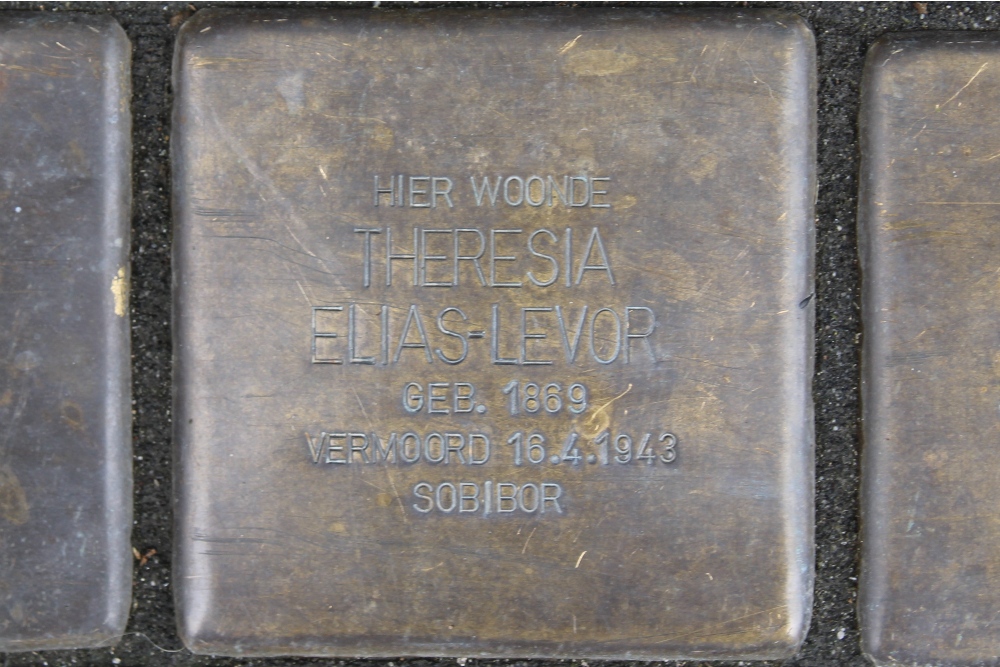 HIER WOONDE
THERESIA
ELIAS-LEVOR
GEB. 1869
VERMOORD 16.4.1943
SOBIBOR